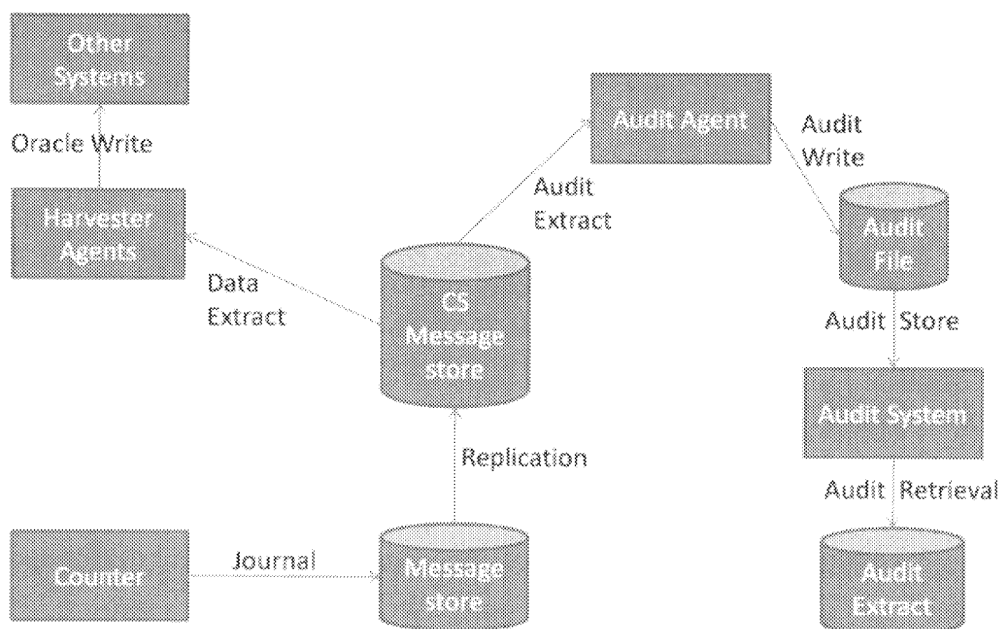 Other
Systems
Oracle Write
Harvester
Agents
Data
Extract
CS
Message
store
Audit
Extract
Audit Agent
Audit
Write
Audit
File
Audit Store
Audit System
Audit Retrieval
Audit
Extract
Replication
Counter
Journal
Message
store